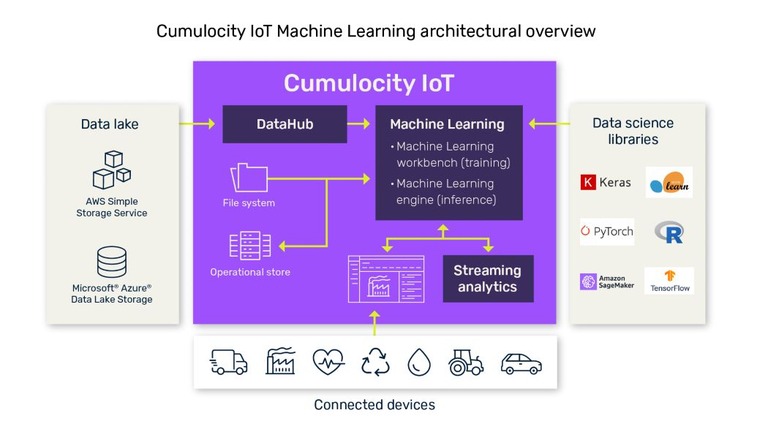 Cumulocity IoT Machine Learning architectural overview
Cumulocity IoT
Data lake
AWS Simple
Storage Service
Microsoft® Azure®
Data Lake Storage
DataHub
File system
Operational store
Machine Learning
• Machine Learning
workbench (training)
• Machine Learning
engine (inference)
Streaming
analytics
Data science
libraries
K Keras
learn
PyTorch
R
Amazon
SageMaker
TensorFlow
Connected devices